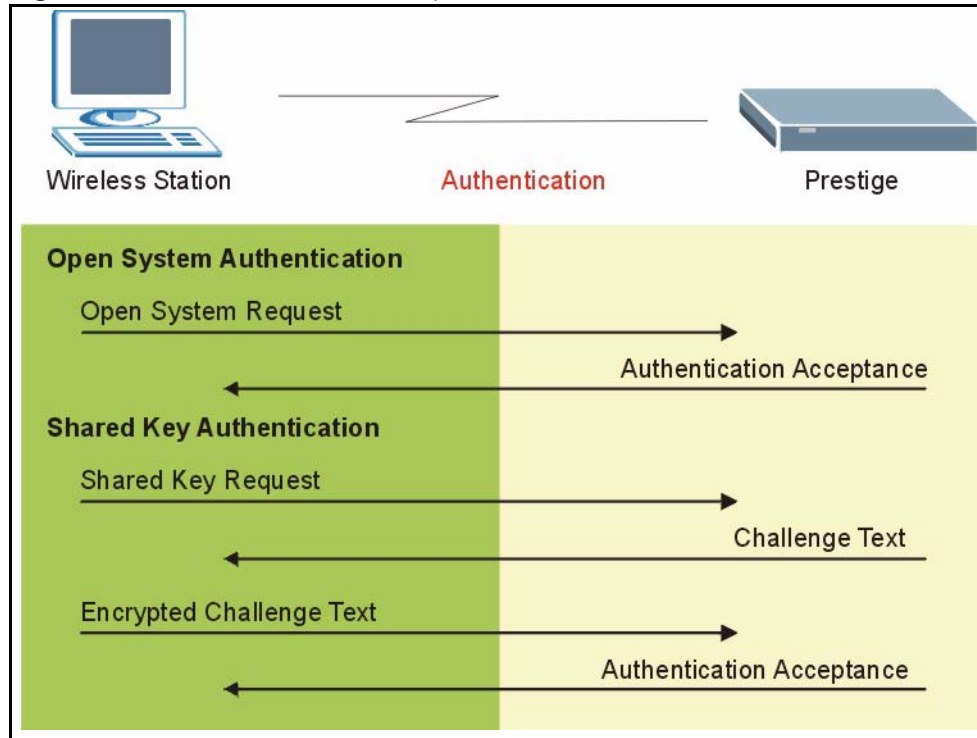 Wireless Station
Authentication
Prestige
Open System Authentication
Open System Request
Authentication Acceptance
Shared Key Authentication
Shared Key Request
Challenge Text
Encrypted Challenge Text
Authentication Acceptance